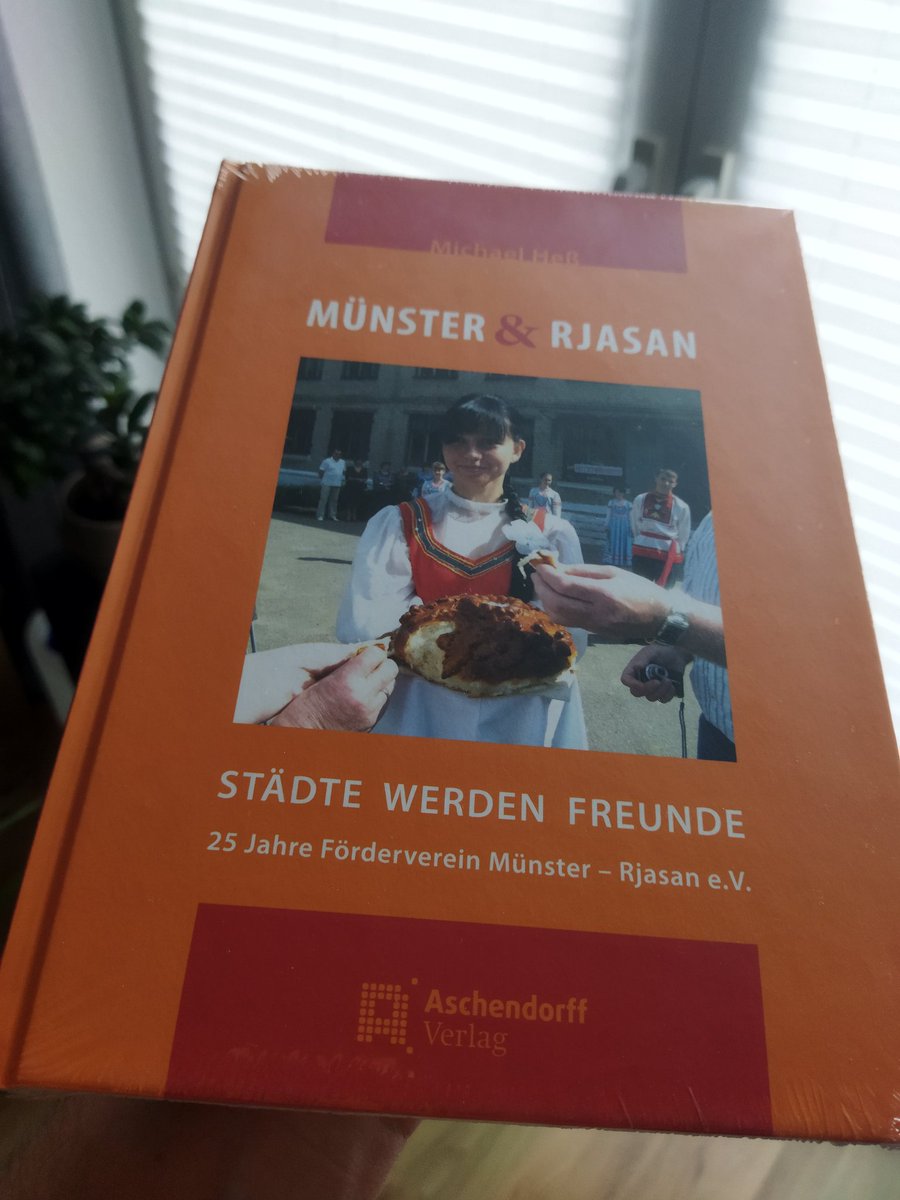 Michael Heß
MÜNSTER & RJASAN
STÄDTE WERDEN FREUNDE
25 Jahre Förderverein Münster – Rjasan e.V.
Aschendorff
Verlag